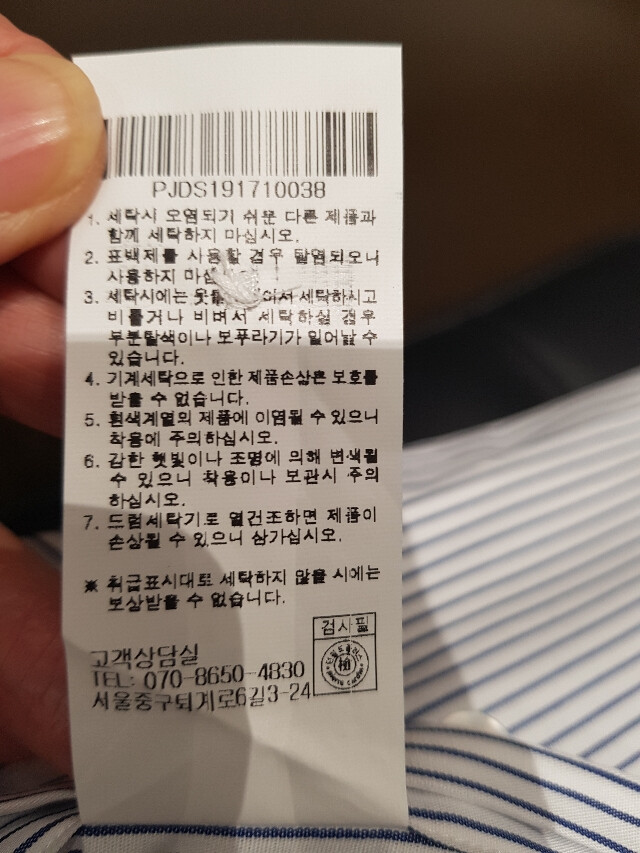 PJDS191710038
1. 세탁시 오염되기 쉬운 다른 제품과
함께 세탁하지 마십시오.
2. 표백제를 사용할 경우 탈염되오니
사용하지 마십
3. 세탁시에는 세탁하시고
비틀거나 비벼서 세탁하실 경우
부분탈색이나 보푸라기가 일어날 수
있습니다.
4. 기계세탁으로 인한 제품손상은 보호를
받을 수 없습니다.
5. 흰색계열의 제품에 이염될 수 있으니
착용에 주의하십시오.
6. 강한 햇빛이나 조명에 의해 변색될
수 있으니 착용이나 보관시 주의
하십시오.
7. 드럼세탁기로 열건조하면 제품이
손상될 수 있으니 삼가십시오.
※ 취급표시대로 세탁하지 않을 시에는
보상받을 수 없습니다.
검사필
檢
고객상담실
TEL: 070-8650-4830
서울중구퇴계로6길3-24